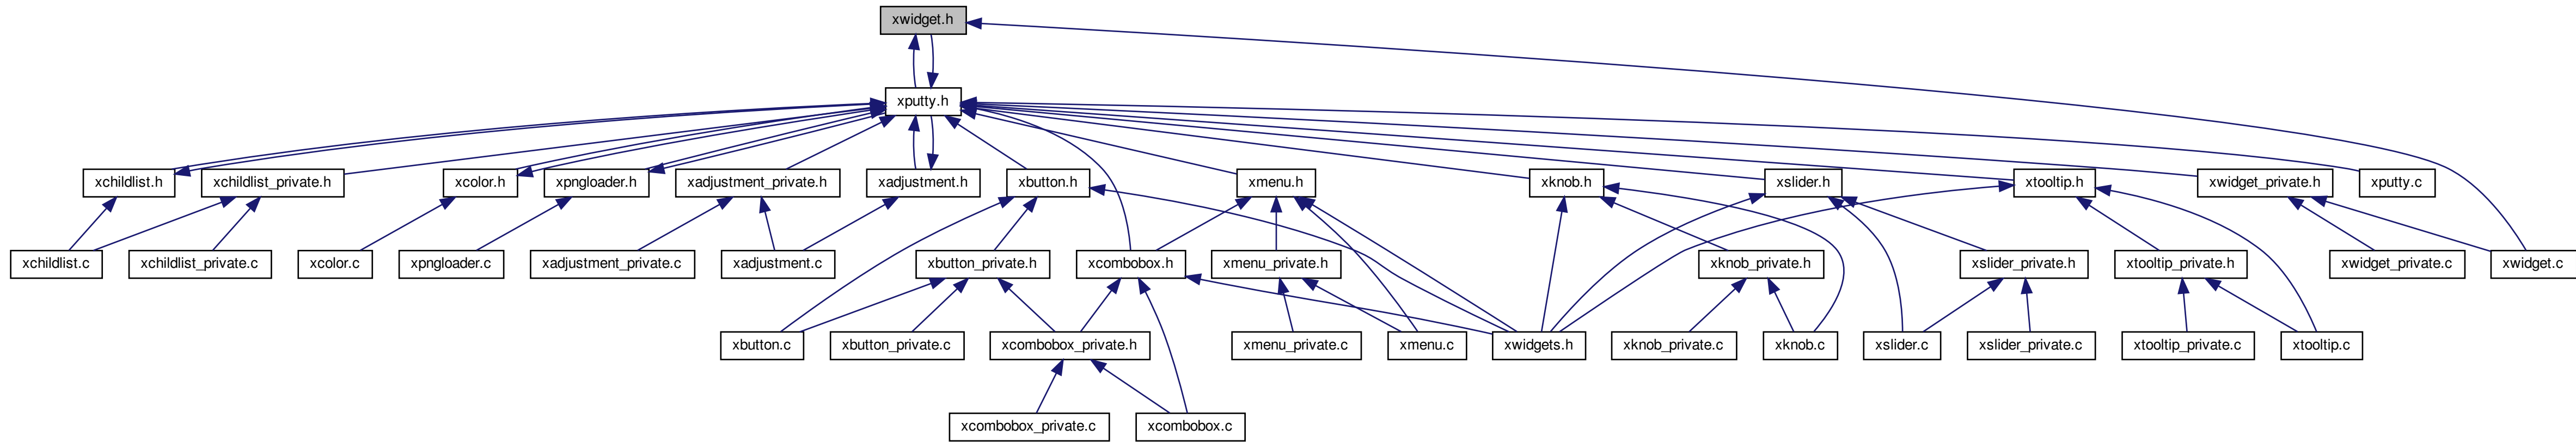 xwidget.h
xputty.h
xchildlist.h
xchildlist_private.h
xcolor.h
xpngloader.h
xadjustment_private.h
xadjustment.h
xbutton.h
xmenu.h
xknob.h
xslider.h
xtooltip.h
xwidget_private.h
xputty.c
xchildlist.c
xchildlist_private.c
xcolor.c
xpngloader.c
xadjustment_private.c
xadjustment.c
xbutton_private.h
xcombobox.h
xmenu_private.h
xknob_private.h
xslider_private.h
xtooltip_private.h
xwidget_private.c
xwidget.c
xbutton.c
xbutton_private.c
xcombobox_private.h
xmenu_private.c
xmenu.c
xwidgets.h
xknob_private.c
xknob.c
xslider.c
xslider_private.c
xtooltip_private.c
xtooltip.c
xcombobox_private.c
xcombobox.c